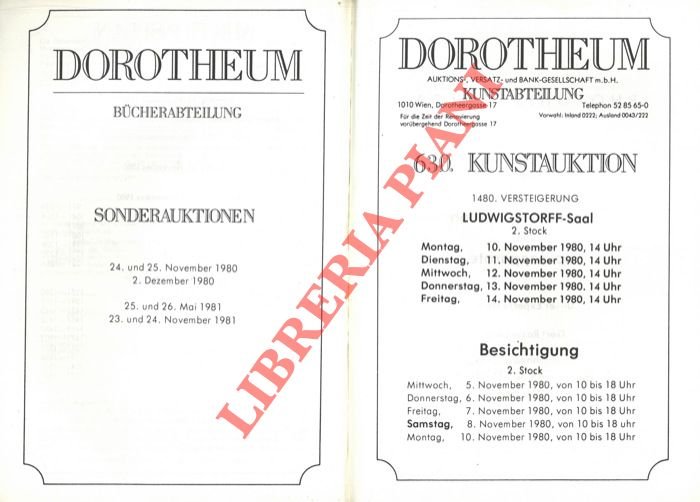 DOROTHEUM
BÜCHERABTEILUNG
SONDERAUKTIONEN
24. und 25. November 1980
2. Dezember 1980
25. und 26. Mai 1981
23. und 24. November 1981
DOROTHEUM
AUKTIONS-, VERSATZ- und BANK-GESELLSCHAFT m.b.H.
KUNSTABTEILUNG
1010 Wien, Dorotheergasse 17 Telephon 52 85 65-0
Für die Zeit der Renovierung Vorwahl: Inland 0222; Ausland 0043/222
vorübergehend Dorotheergasse 17
630. KUNSTAUKTION
1480. VERSTEIGERUNG
LUDWIGSTORFF-Saal
2. Stock
Montag, 10. November 1980, 14 Uhr
Dienstag, 11. November 1980, 14 Uhr
Mittwoch, 12. November 1980, 14 Uhr
Donnerstag, 13. November 1980, 14 Uhr
Freitag, 14. November 1980, 14 Uhr
Besichtigung
2. Stock
Mittwoch, 5. November 1980, von 10 bis 18 Uhr
Donnerstag, 6. November 1980, von 10 bis 18 Uhr
Freitag, 7. November 1980, von 10 bis 18 Uhr
Samstag, 8. November 1980, von 10 bis 18 Uhr
Montag, 10. November 1980, von 10 bis 18 Uhr
LIBRERIA PIANI